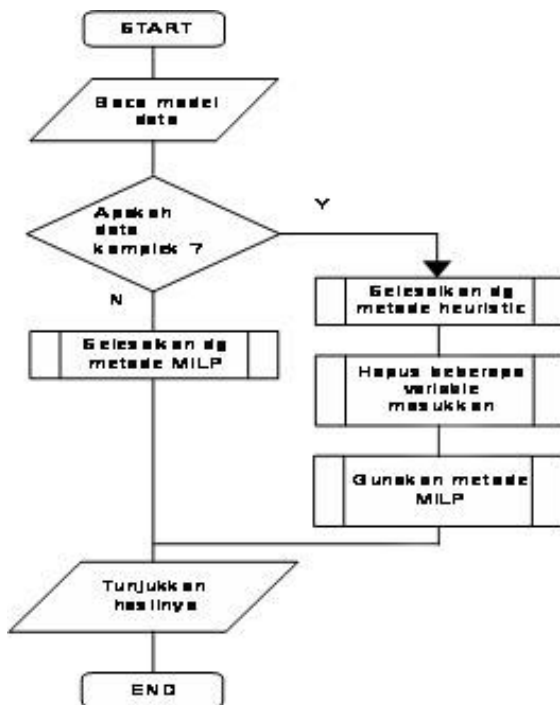 START
Baca model
data
Apakah
data
komplek ?
Y
N
Selesaikan dg
metode MILP
Selesaikan dg
metode heuristic
Hapus beberapa
variable
masukkan
Gunakan metode
MILP
Tunjukkan
hasilnya
END